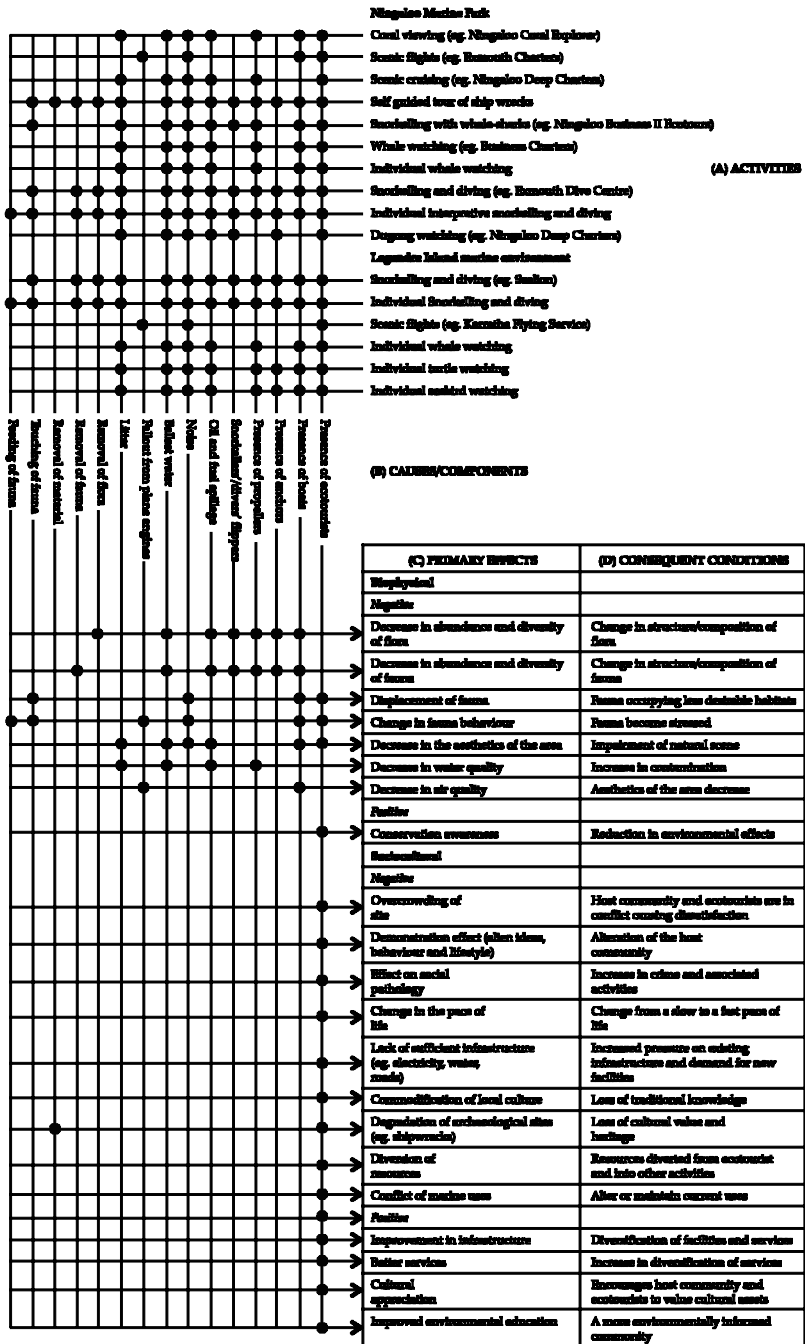 Ningaloo Marine Park
Coral viewing (eg. Ningaloo Coral Explorer)
Scenic flights (eg. Exmouth Charters)
Scenic cruising (eg. Ningaloo Deep Charters)
Self guided tour of ship wrecks
Snorkelling with whale-sharks (eg. Ningaloo Business II Ecotours)
Whale watching (eg. Business Charters)
Individual whale watching
(A) ACTIVITIES
Snorkelling and diving (eg. Exmouth Dive Centre)
Individual interpretive snorkelling and diving
Dugong watching (eg. Ningaloo Deep Charters)
Legendre Island marine environment
Snorkelling and diving (eg. Sealion)
Individual Snorkelling and diving
Scenic flights (eg. Karratha Flying Service)
Individual whale watching
Individual turtle watching
Individual seabird watching
Feeding of fauna
Touching of fauna
Removal of material
Removal of fauna
Removal of flora
Litter
Fallout from plane engines
Ballast water
Noise
Oil and fuel spillage
Snorkellers'/divers' flippers
Presence of propellers
Presence of anchors
Presence of boats
Presence of ecotourists
(B) CAUSES/COMPONENTS
(C) PRIMARY EFFECTS
(D) CONSEQUENT CONDITIONS
Biophysical
Negative
Decrease in abundance and diversity
of flora
Change in structure/composition of
flora
Decrease in abundance and diversity
of fauna
Change in structure/composition of
fauna
Displacement of fauna
Fauna occupying less desirable habitats
Change in fauna behaviour
Fauna become stressed
Decrease in the aesthetics of the area
Impairment of natural scene
Decrease in water quality
Increase in contamination
Decrease in air quality
Aesthetics of the area decrease
Positive
Conservation awareness
Reduction in environmental effects
Sociocultural
Negative
Overcrowding of
site
Host community and ecotourists are in
conflict causing dissatisfaction
Demonstration effect (alien ideas,
behaviour and lifestyle)
Alteration of the host
community
Effect on social
pathology
Increase in crime and associated
activities
Change in the pace of
life
Change from a slow to a fast pace of
life
Lack of sufficient infrastructure
(eg. electricity, water,
roads)
Increased pressure on existing
infrastructure and demand for new
facilities
Commodification of local culture
Loss of traditional knowledge
Degradation of archaeological sites
(eg. shipwrecks)
Loss of cultural value and
heritage
Diversion of
resources
Resources diverted from ecotourist
and into other activities
Conflict of marine uses
Alter or maintain current uses
Positive
Improvement in infrastructure
Diversification of facilities and services
Better services
Increase in diversification of services
Cultural
appreciation
Encourages host community and
ecotourists to value cultural assets
Improved environmental education
A more environmentally informed
community